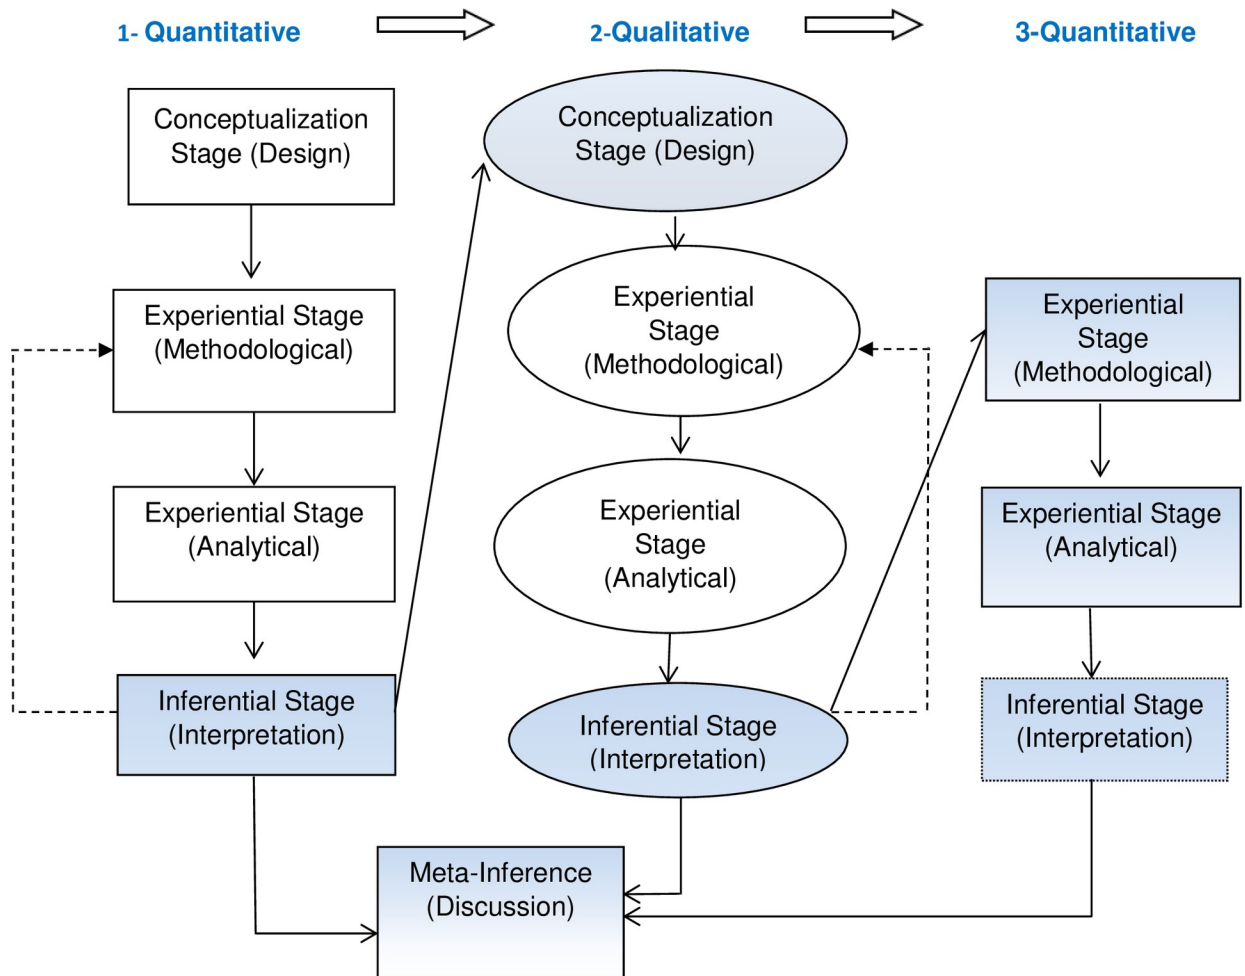 1- Quantitative
2-Qualitative
3-Quantitative
Conceptualization
Stage (Design)
Experiential Stage
(Methodological)
Experiential Stage
(Analytical)
Inferential Stage
(Interpretation)
Conceptualization
Stage (Design)
Experiential
Stage
(Methodological)
Experiential
Stage
(Analytical)
Inferential Stage
(Interpretation)
Experiential
Stage
(Methodological)
Experiential Stage
(Analytical)
Inferential Stage
(Interpretation)
Meta-Inference
(Discussion)